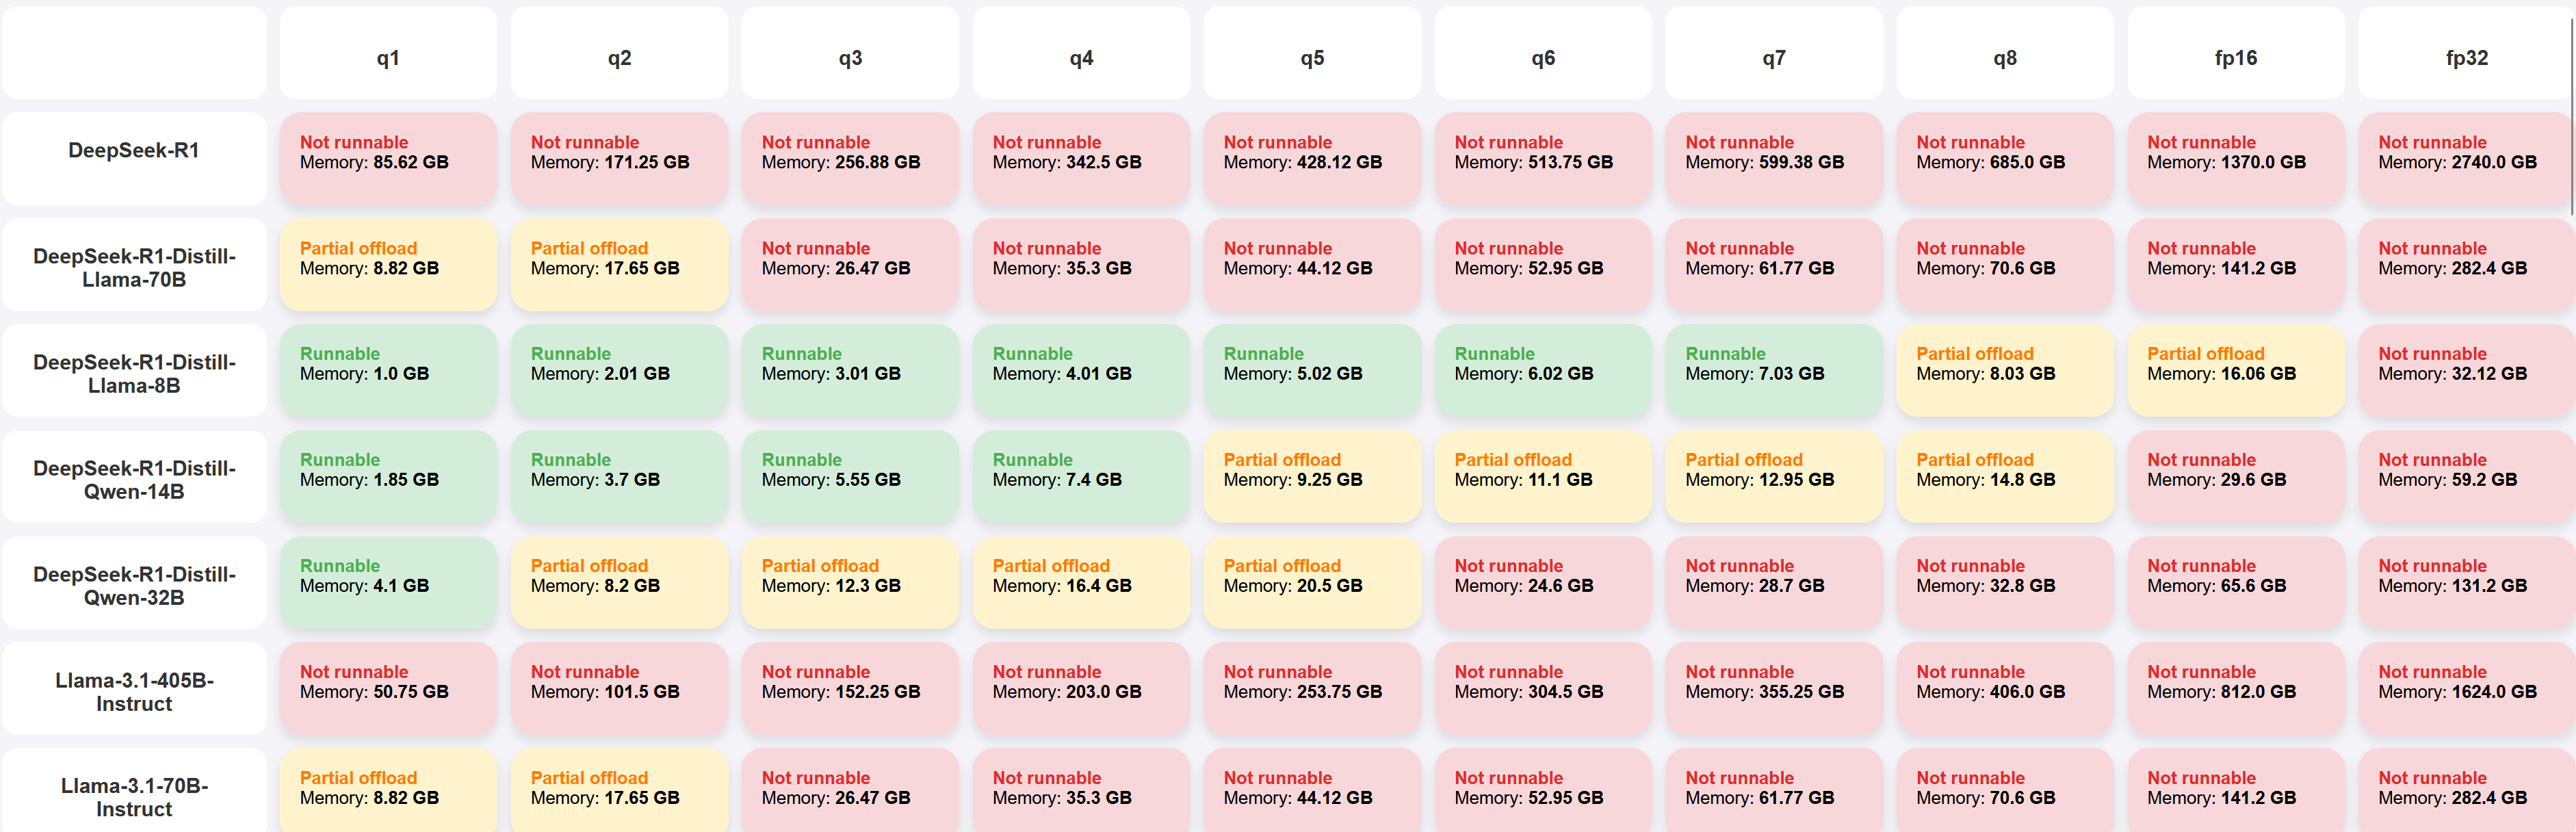 q1 q2 q3 q4 q5 q6 q7 q8 fp16 fp32
DeepSeek-R1
Not runnable Not runnable Not runnable Not runnable Not runnable Not runnable Not runnable Not runnable Not runnable Not runnable
Memory: 85.62 GB Memory: 171.25 GB Memory: 256.88 GB Memory: 342.5 GB Memory: 428.12 GB Memory: 513.75 GB Memory: 599.38 GB Memory: 685.0 GB Memory: 1370.0 GB Memory: 2740.0 GB
DeepSeek-R1-Distill-
Llama-70B
Partial offload Partial offload Not runnable Not runnable Not runnable Not runnable Not runnable Not runnable Not runnable Not runnable
Memory: 8.82 GB Memory: 17.65 GB Memory: 26.47 GB Memory: 35.3 GB Memory: 44.12 GB Memory: 52.95 GB Memory: 61.77 GB Memory: 70.6 GB Memory: 141.2 GB Memory: 282.4 GB
DeepSeek-R1-Distill-
Llama-8B
Runnable Runnable Runnable Runnable Runnable Runnable Runnable Partial offload Partial offload Not runnable
Memory: 1.0 GB Memory: 2.01 GB Memory: 3.01 GB Memory: 4.01 GB Memory: 5.02 GB Memory: 6.02 GB Memory: 7.03 GB Memory: 8.03 GB Memory: 16.06 GB Memory: 32.12 GB
DeepSeek-R1-Distill-
Qwen-14B
Runnable Runnable Runnable Runnable Partial offload Partial offload Partial offload Partial offload Not runnable Not runnable
Memory: 1.85 GB Memory: 3.7 GB Memory: 5.55 GB Memory: 7.4 GB Memory: 9.25 GB Memory: 11.1 GB Memory: 12.95 GB Memory: 14.8 GB Memory: 29.6 GB Memory: 59.2 GB
DeepSeek-R1-Distill-
Qwen-32B
Runnable Partial offload Partial offload Partial offload Partial offload Not runnable Not runnable Not runnable Not runnable Not runnable
Memory: 4.1 GB Memory: 8.2 GB Memory: 12.3 GB Memory: 16.4 GB Memory: 20.5 GB Memory: 24.6 GB Memory: 28.7 GB Memory: 32.8 GB Memory: 65.6 GB Memory: 131.2 GB
Llama-3.1-405B-
Instruct
Not runnable Not runnable Not runnable Not runnable Not runnable Not runnable Not runnable Not runnable Not runnable Not runnable
Memory: 50.75 GB Memory: 101.5 GB Memory: 152.25 GB Memory: 203.0 GB Memory: 253.75 GB Memory: 304.5 GB Memory: 355.25 GB Memory: 406.0 GB Memory: 812.0 GB Memory: 1624.0 GB
Llama-3.1-70B-
Instruct
Partial offload Partial offload Not runnable Not runnable Not runnable Not runnable Not runnable Not runnable Not runnable Not runnable
Memory: 8.82 GB Memory: 17.65 GB Memory: 26.47 GB Memory: 35.3 GB Memory: 44.12 GB Memory: 52.95 GB Memory: 61.77 GB Memory: 70.6 GB Memory: 141.2 GB Memory: 282.4 GB